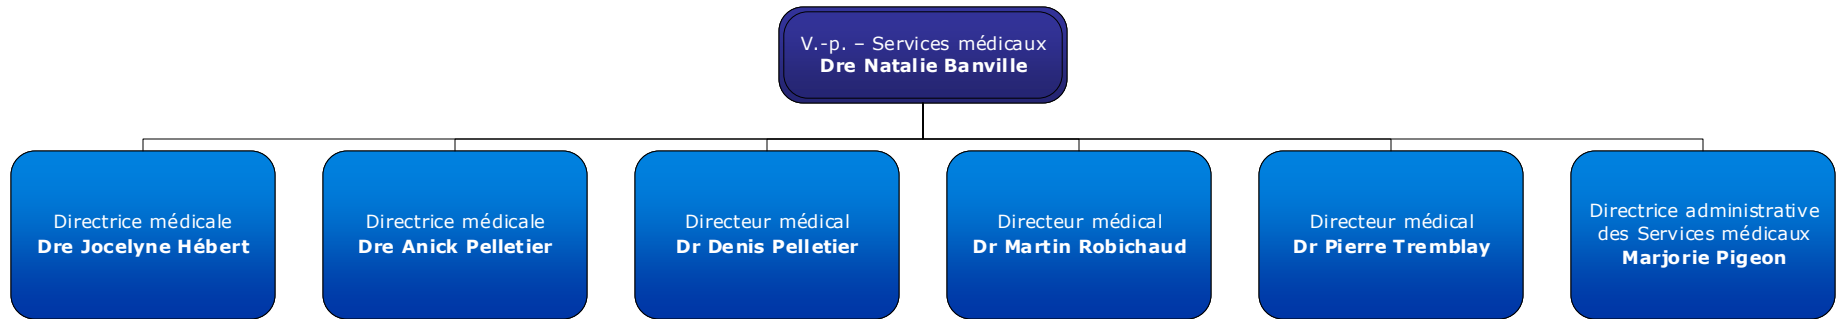 V.-p. – Services médicaux
Dre Natalie Banville
Directrice médicale
Dre Jocelyne Hébert
Directrice médicale
Dre Anick Pelletier
Directeur médical
Dr Denis Pelletier
Directeur médical
Dr Martin Robichaud
Directeur médical
Dr Pierre Tremblay
Directrice administrative
des Services médicaux
Marjorie Pigeon